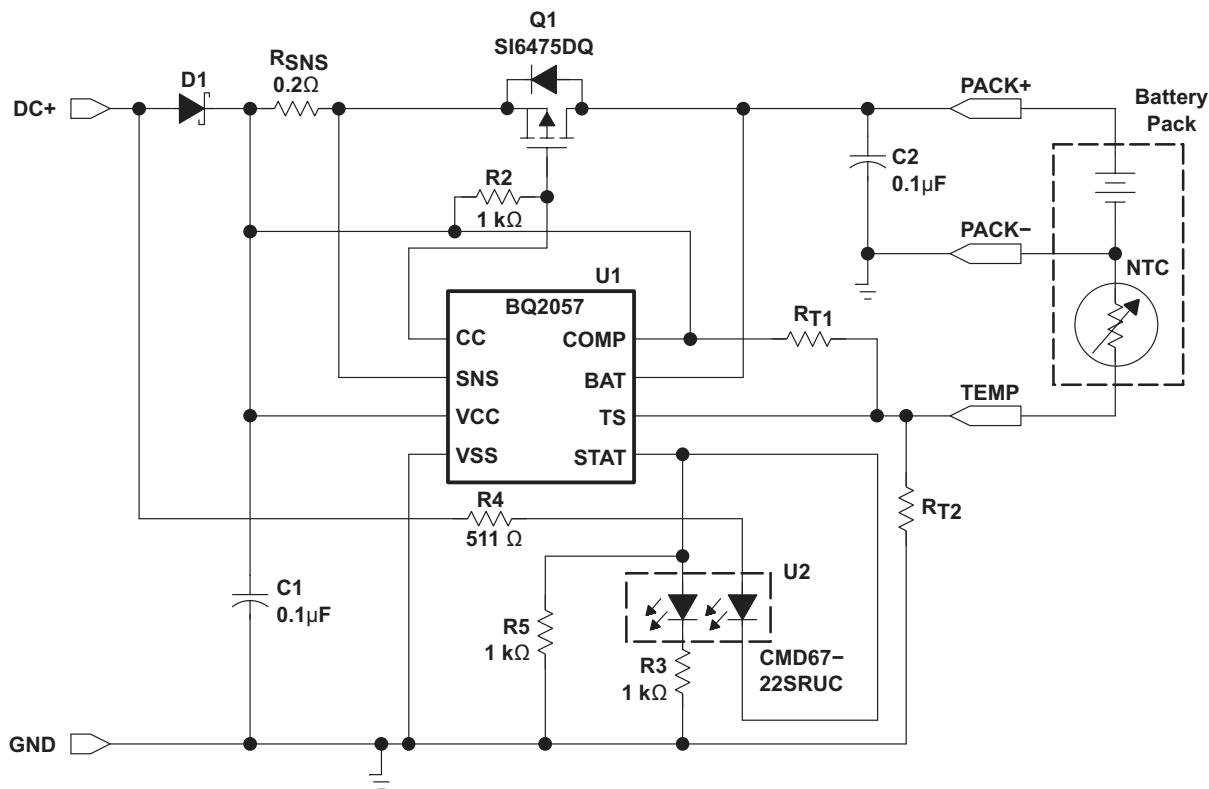 Q1
SI6475DQ
RSNS
0.2Ω
D1
DC+
PACK+
Battery
Pack
C2
0.1μF
R2
1 kΩ
PACK−
NTC
U1
BQ2057
RT1
CC
COMP
SNS
BAT
VCC
TS
TEMP
VSS
STAT
R4
511 Ω
RT2
U2
C1
0.1μF
R5
1 kΩ
R3
1 kΩ
CMD67−
22SRUC
GND